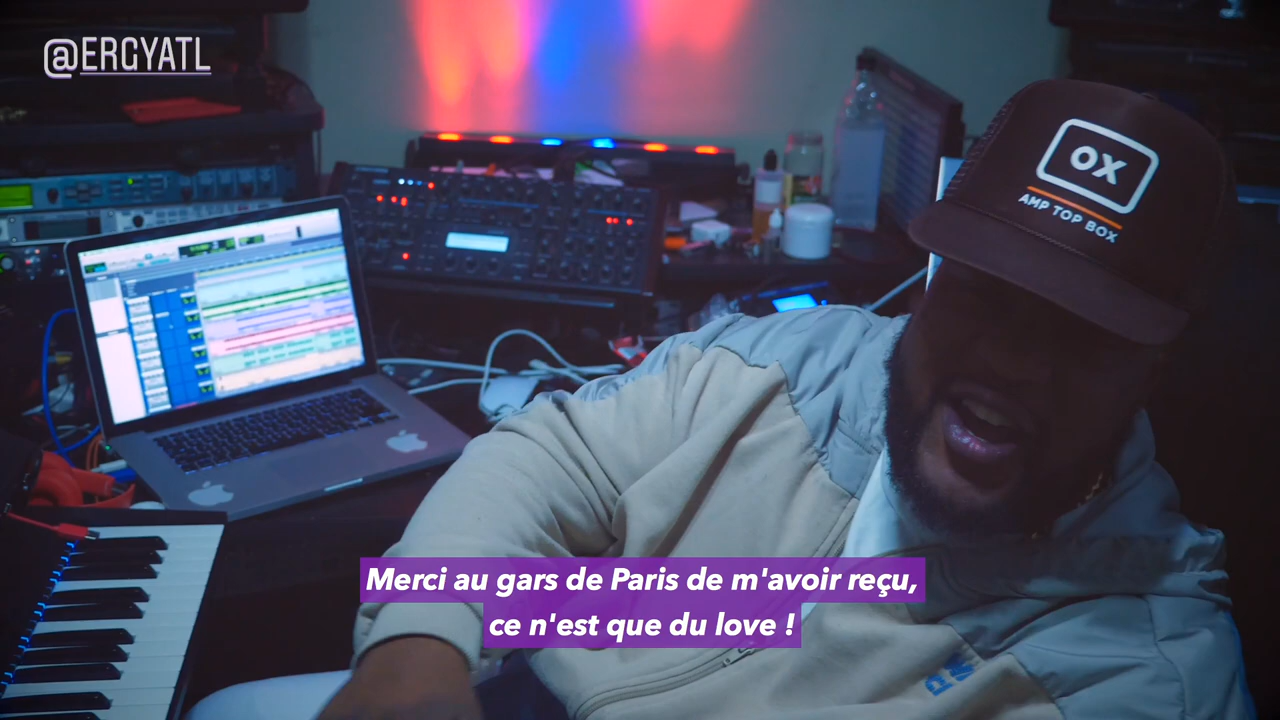 @ERGYATL
OX
AMP TOP BOX
Merci au gars de Paris de m'avoir reçu,
ce n'est que du love !